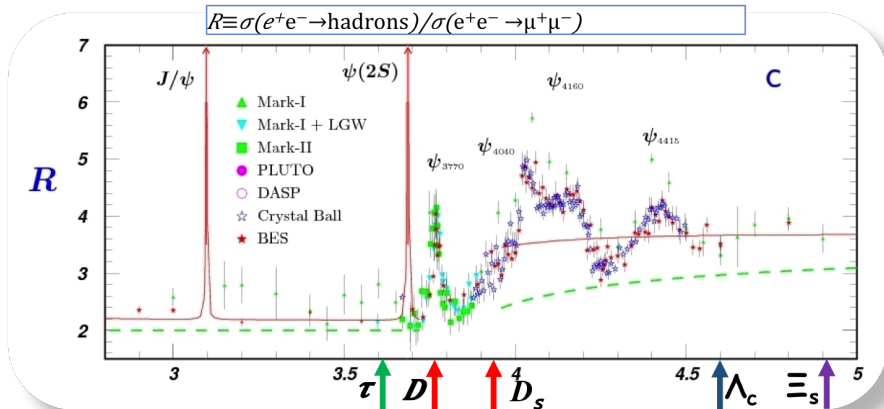 R≡σ(e⁺e⁻→hadrons)/σ(e⁺e⁻→μ⁺μ⁻)
7
6
5
4
3
2
R
J/ψ
ψ(2S)
ψ₃₇₇₀
ψ₄₀₄₀
ψ₄₁₆₀
ψ₄₄₁₅
C
Mark-I
Mark-I + LGW
Mark-II
PLUTO
DASP
Crystal Ball
BES
3 3.5 4 4.5 5
τ D Dₛ Λc Ξₛ